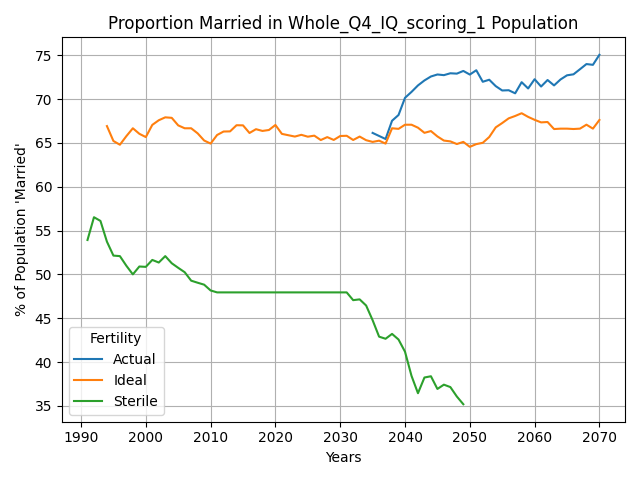 Proportion Married in Whole_Q4_IQ_scoring_1 Population
% of Population 'Married'
75
70
65
60
55
50
45
40
35
Fertility
Actual
Ideal
Sterile
1990 2000 2010 2020 2030 2040 2050 2060 2070
Years